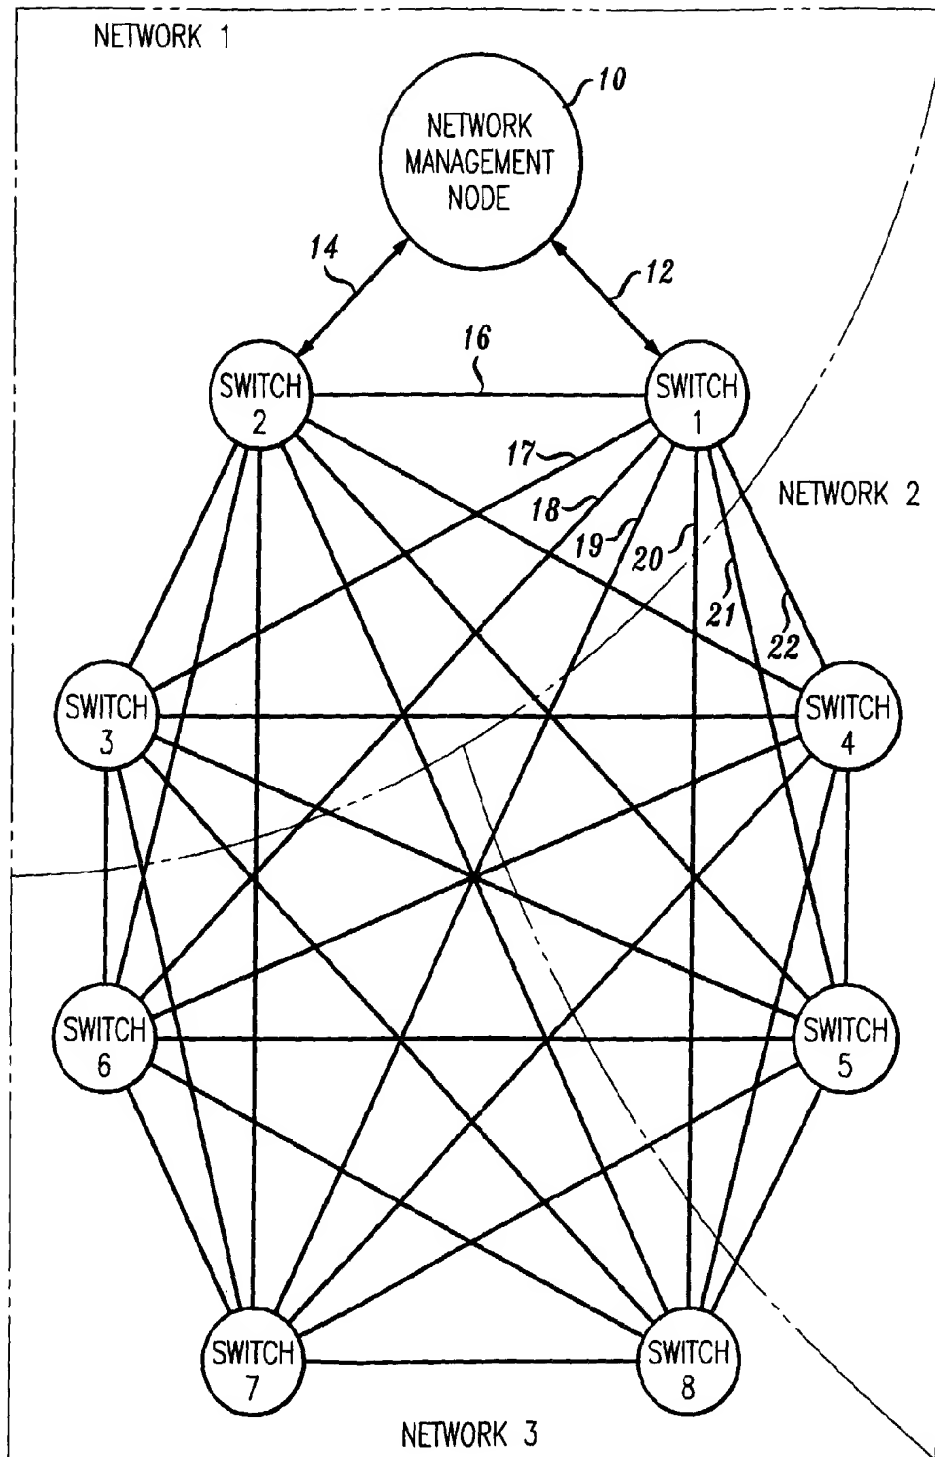 NETWORK 1
10
NETWORK
MANAGEMENT
NODE
14
12
16
SWITCH
2
SWITCH
1
17
18
19
20
NETWORK 2
21
22
SWITCH
3
SWITCH
4
SWITCH
6
SWITCH
5
SWITCH
7
SWITCH
8
NETWORK 3